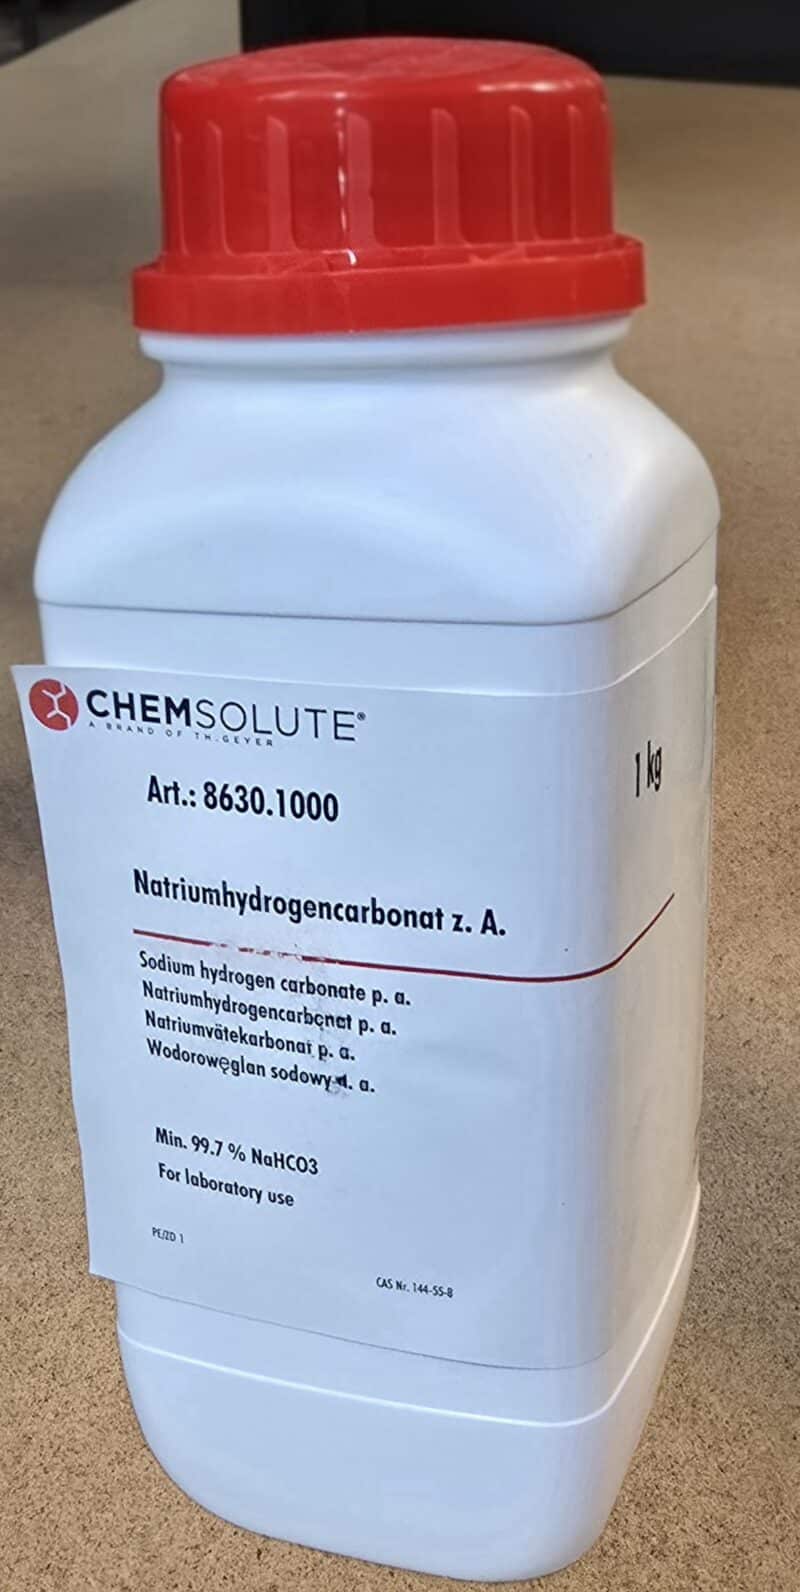 CHEMSOLUTE®
A BRAND OF TH.GEYER
Art.: 8630.1000
1 kg
Natriumhydrogencarbonat z. A.
Sodium hydrogen carbonate p. a.
Natriumhydrogencarbonat p. a.
Natriumvätekarbonat p. a.
Wodorowęglan sodowy d. a.
Min. 99.7 % NaHCO3
For laboratory use
PE/ZD 1
CAS Nr. 144-55-8